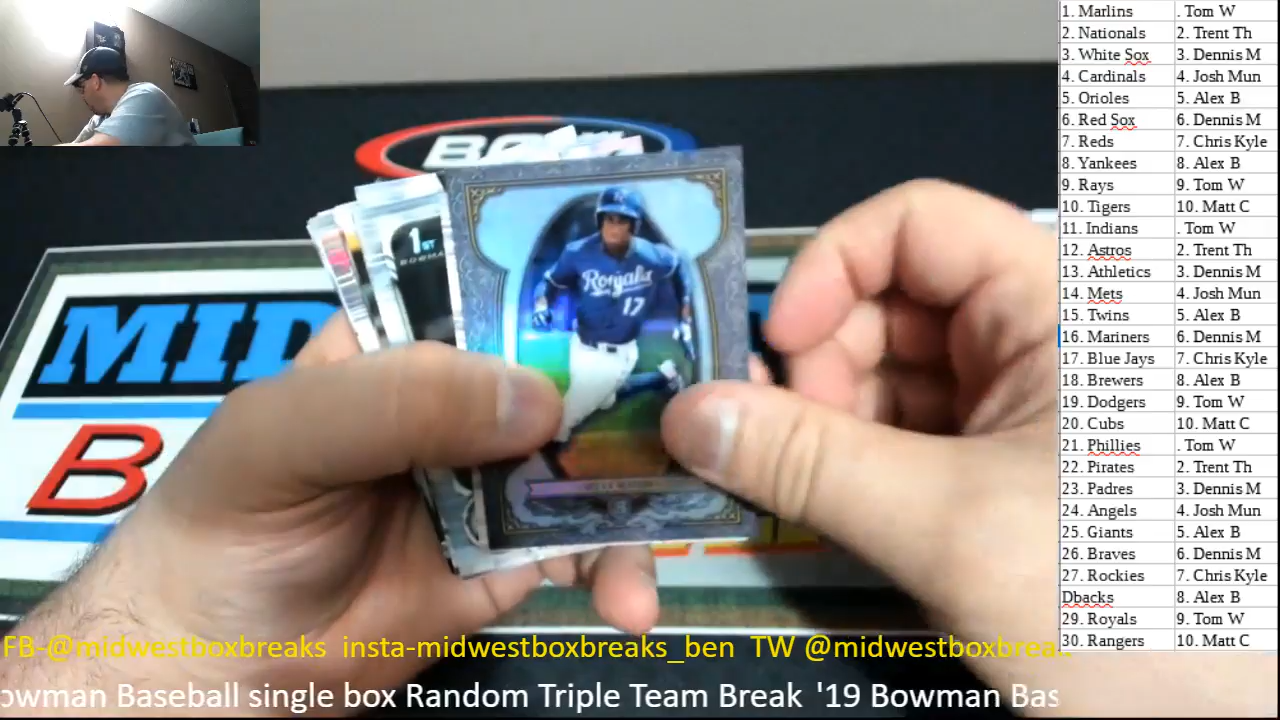 1. Marlins . Tom W
2. Nationals 2. Trent Th
3. White Sox 3. Dennis M
4. Cardinals 4. Josh Mun
5. Orioles 5. Alex B
6. Red Sox 6. Dennis M
7. Reds 7. Chris Kyle
8. Yankees 8. Alex B
9. Rays 9. Tom W
10. Tigers 10. Matt C
11. Indians . Tom W
12. Astros 2. Trent Th
13. Athletics 3. Dennis M
14. Mets 4. Josh Mun
15. Twins 5. Alex B
16. Mariners 6. Dennis M
17. Blue Jays 7. Chris Kyle
18. Brewers 8. Alex B
19. Dodgers 9. Tom W
20. Cubs 10. Matt C
21. Phillies . Tom W
22. Pirates 2. Trent Th
23. Padres 3. Dennis M
24. Angels 4. Josh Mun
25. Giants 5. Alex B
26. Braves 6. Dennis M
27. Rockies 7. Chris Kyle
Dbacks 8. Alex B
29. Royals 9. Tom W
30. Rangers 10. Matt C
1ST
BOWMAN
Royals
17
MID
B
FB-@midwestboxbreaks insta-midwestboxbreaks_ben TW @midwestboxbreak
owman Baseball single box Random Triple Team Break '19 Bowman Bas